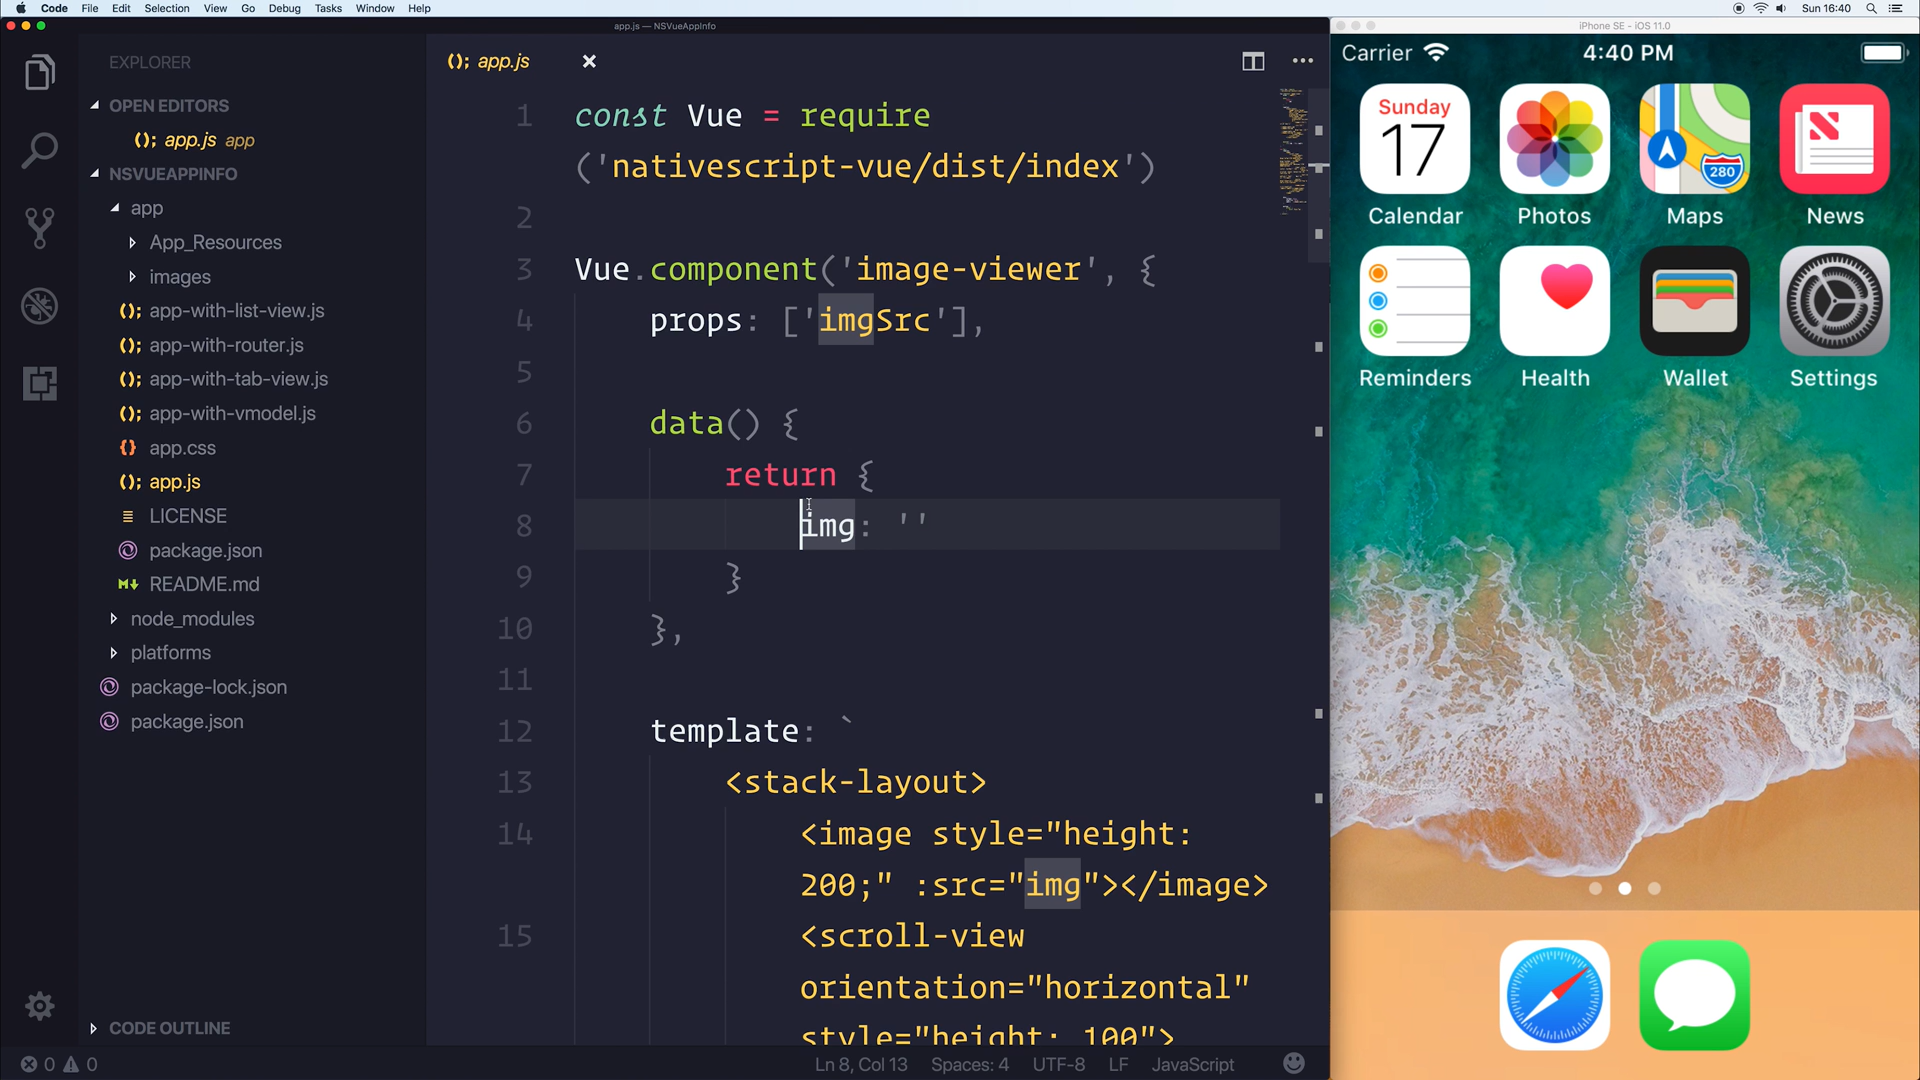 Code File Edit Selection View Go Debug Tasks Window Help
Sun 16:40
app.js — NSVueAppInfo
iPhone SE - iOS 11.0
EXPLORER
OPEN EDITORS
(); app.js app
NSVUEAPPINFO
app
App_Resources
images
(); app-with-list-view.js
(); app-with-router.js
(); app-with-tab-view.js
(); app-with-vmodel.js
{} app.css
(); app.js
LICENSE
package.json
M↓ README.md
node_modules
platforms
package-lock.json
package.json
CODE OUTLINE
(); app.js
1 const Vue = require
('nativescript-vue/dist/index')
2
3 Vue.component('image-viewer', {
4 props: ['imgSrc'],
5
6 data() {
7 return {
8 img: ''
9 }
10 },
11
12 template: `
13 <stack-layout>
14 <image style="height:
200;" :src="img"></image>
15 <scroll-view
orientation="horizontal"
style="height: 100">
0 0
Ln 8, Col 13 Spaces: 4 UTF-8 LF JavaScript
Carrier 4:40 PM
Sunday
17
280
Calendar Photos Maps News
Reminders Health Wallet Settings